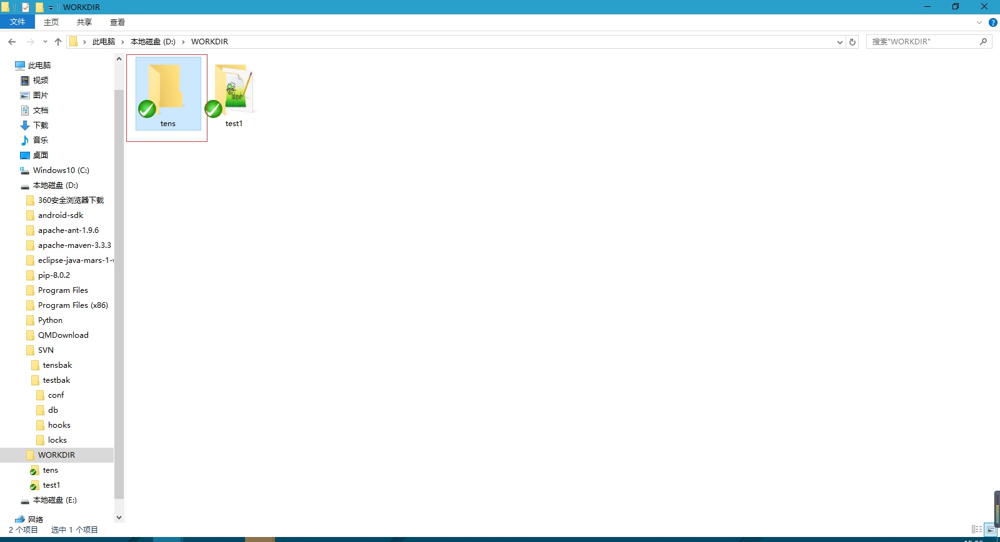 WORKDIR
文件 主页 共享 查看
此电脑 本地磁盘 (D:) WORKDIR 搜索"WORKDIR"
此电脑
视频
图片
文档
下载
音乐
桌面
Windows10 (C:)
本地磁盘 (D:)
360安全浏览器下载
android-sdk
apache-ant-1.9.6
apache-maven-3.3.3
eclipse-java-mars-1-
pip-8.0.2
Program Files
Program Files (x86)
Python
QMDownload
SVN
tensbak
testbak
conf
db
hooks
locks
WORKDIR
tens
test1
本地磁盘 (E:)
网络
tens test1
2 个项目 选中 1 个项目